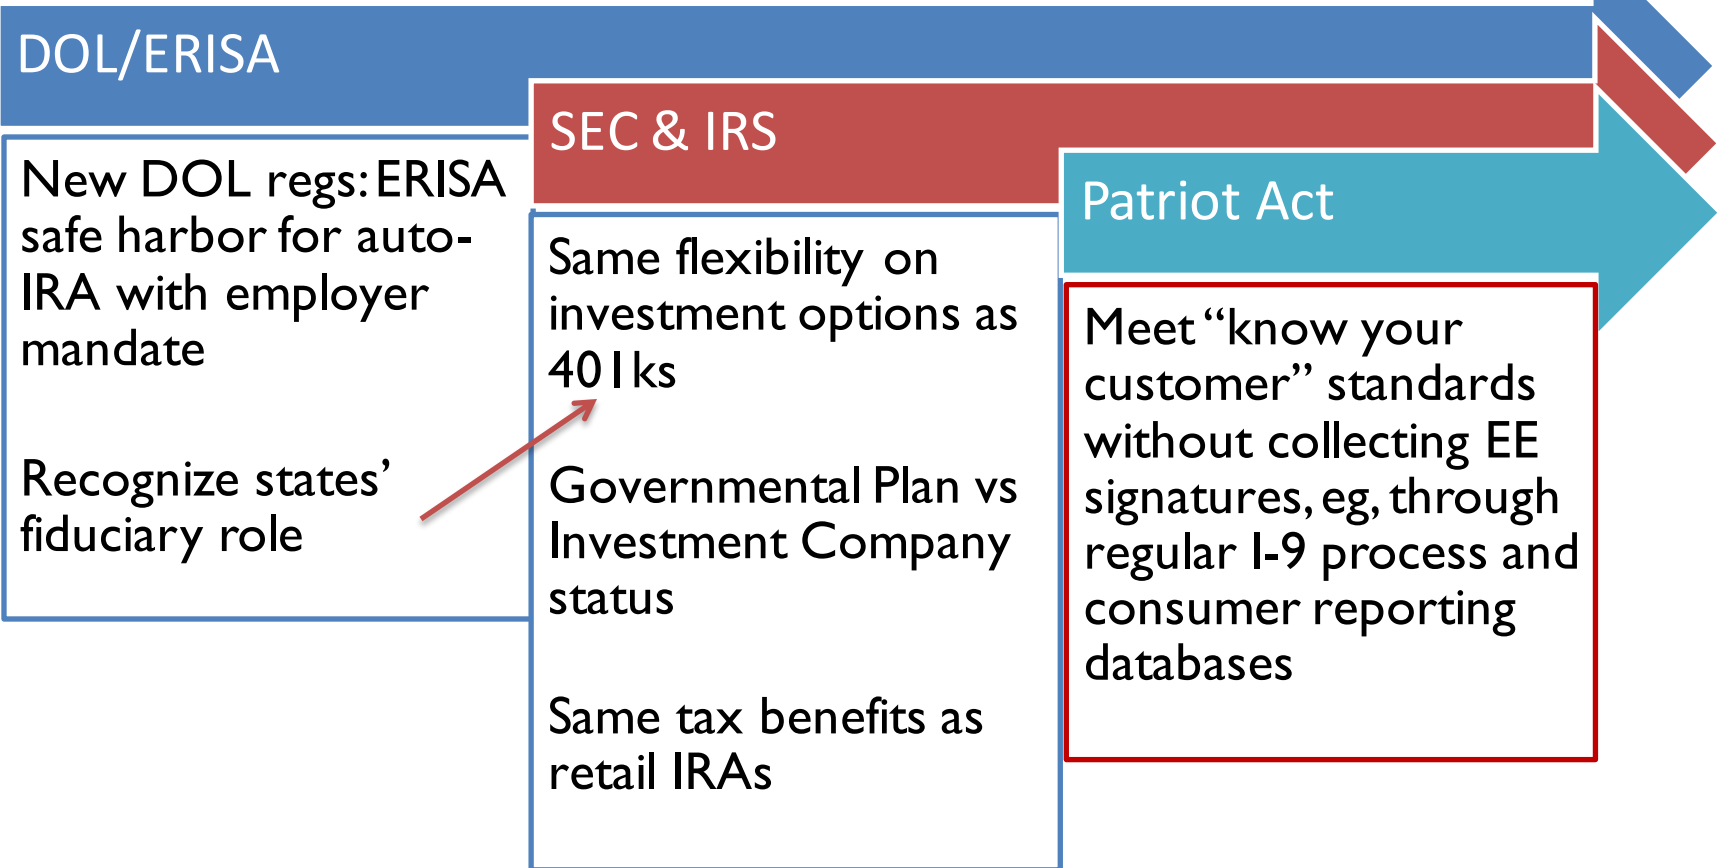 DOL/ERISA
New DOL regs: ERISA
safe harbor for auto-
IRA with employer
mandate
Recognize states’
fiduciary role
SEC & IRS
Same flexibility on
investment options as
401ks
Governmental Plan vs
Investment Company
status
Same tax benefits as
retail IRAs
Patriot Act
Meet “know your
customer” standards
without collecting EE
signatures, eg, through
regular I-9 process and
consumer reporting
databases